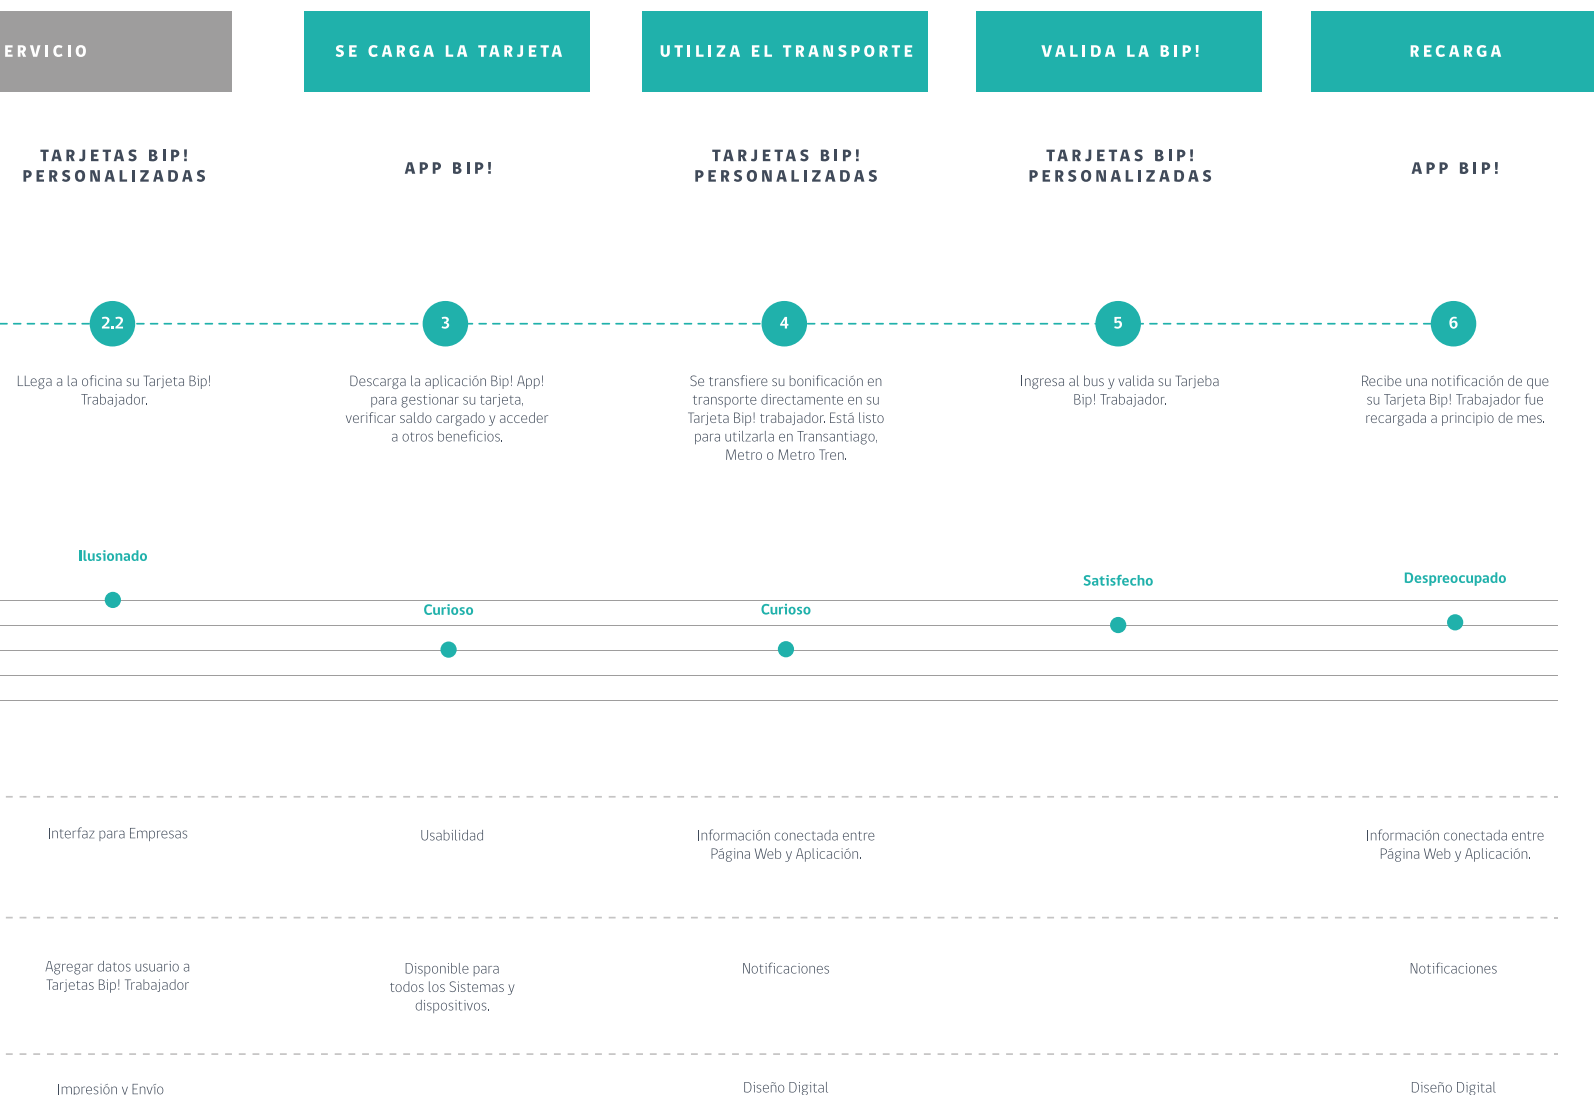 ERVICIO
SE CARGA LA TARJETA
UTILIZA EL TRANSPORTE
VALIDA LA BIP!
RECARGA
TARJETAS BIP!
PERSONALIZADAS
APP BIP!
TARJETAS BIP!
PERSONALIZADAS
TARJETAS BIP!
PERSONALIZADAS
APP BIP!
2.2
3
4
5
6
LLega a la oficina su Tarjeta Bip!
Trabajador.
Descarga la aplicación Bip! App!
para gestionar su tarjeta,
verificar saldo cargado y acceder
a otros beneficios.
Se transfiere su bonificación en
transporte directamente en su
Tarjeta Bip! trabajador. Está listo
para utilzarla en Transantiago,
Metro o Metro Tren.
Ingresa al bus y valida su Tarjeba
Bip! Trabajador.
Recibe una notificación de que
su Tarjeta Bip! Trabajador fue
recargada a principio de mes.
Ilusionado
Curioso
Curioso
Satisfecho
Despreocupado
Interfaz para Empresas
Usabilidad
Información conectada entre
Página Web y Aplicación.
Información conectada entre
Página Web y Aplicación.
Agregar datos usuario a
Tarjetas Bip! Trabajador
Disponible para
todos los Sistemas y
dispositivos.
Notificaciones
Notificaciones
Impresión y Envío
Diseño Digital
Diseño Digital